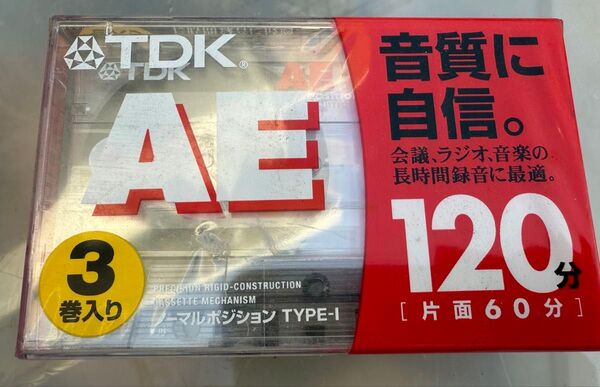 TDK®
TDK
AE
AE
音質に
自信。
会議、ラジオ、音楽の
長時間録音に最適。
120分
[片面60分]
3
巻入り
PRECISION RIGID-CONSTRUCTION
CASSETTE MECHANISM
ノーマルポジション TYPE-I